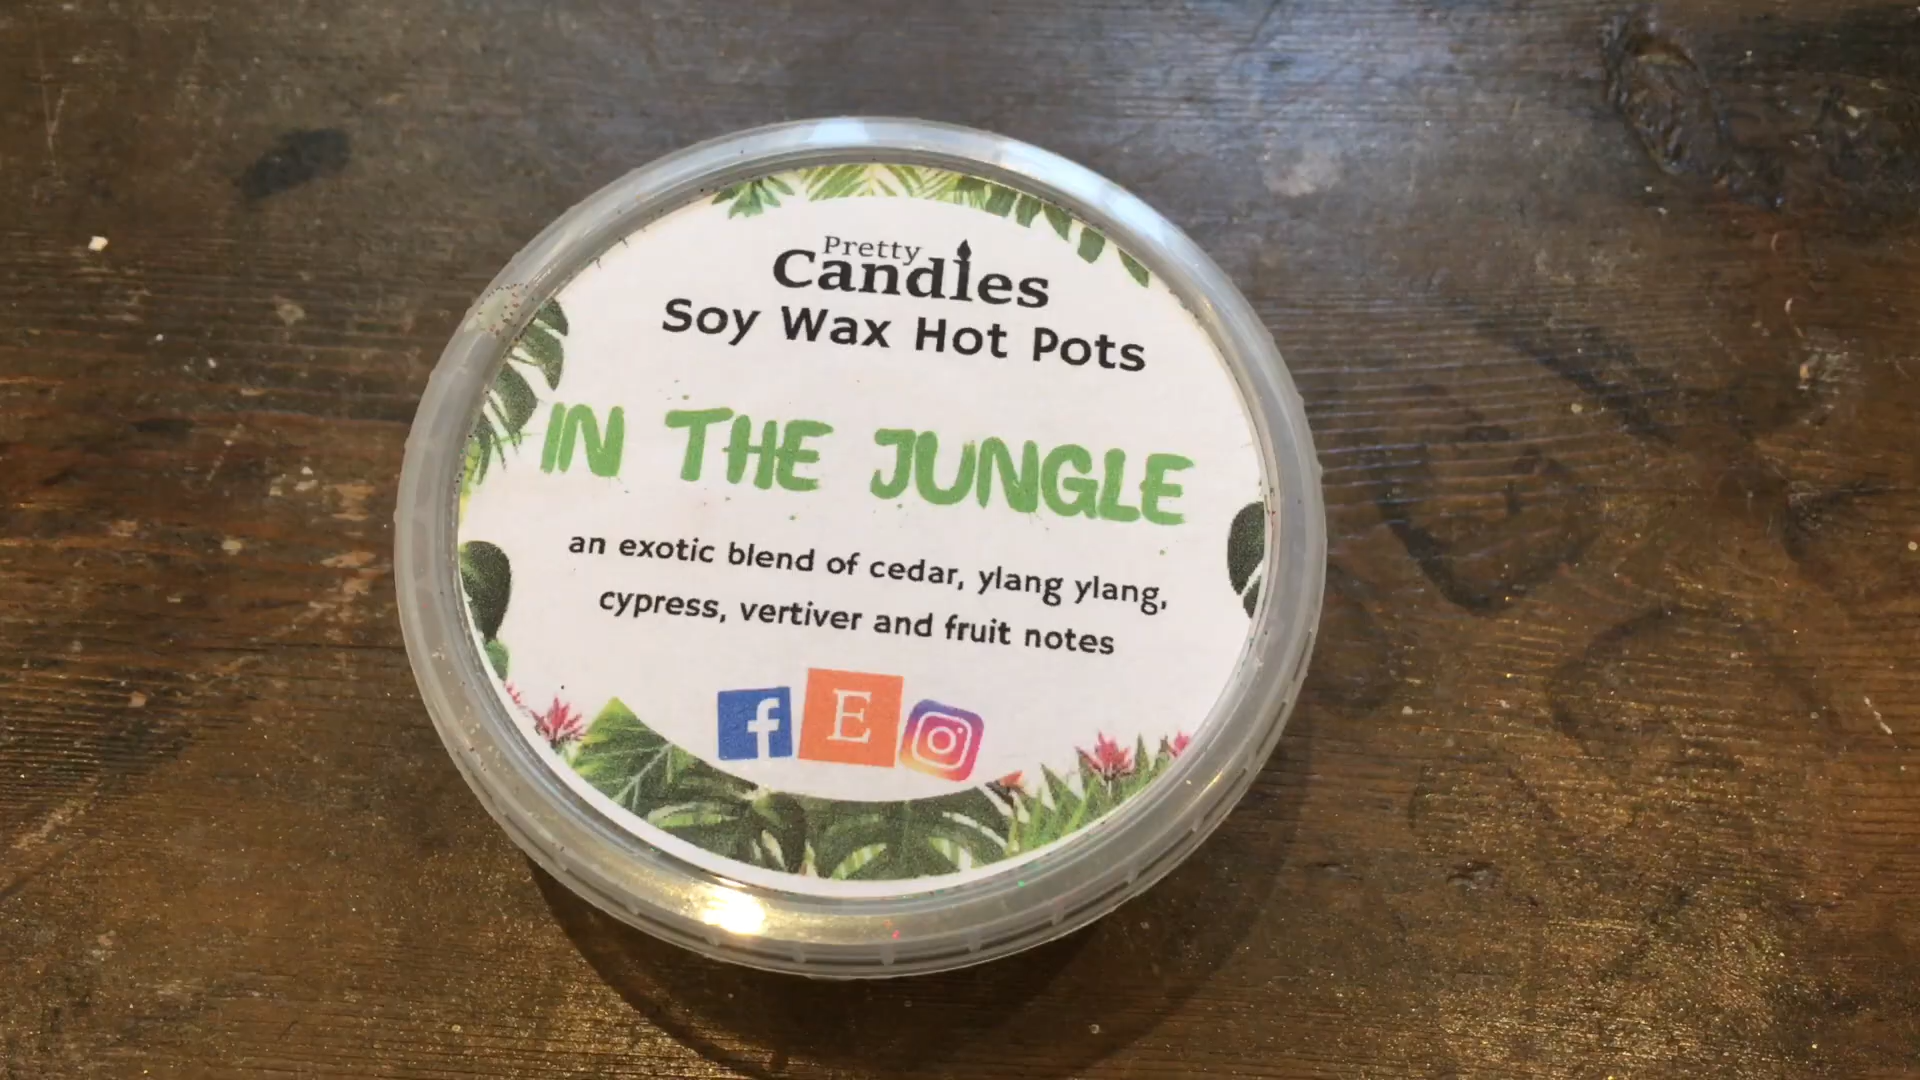 Pretty
Candles
Soy Wax Hot Pots
IN THE JUNGLE
an exotic blend of cedar, ylang ylang,
cypress, vertiver and fruit notes
f E